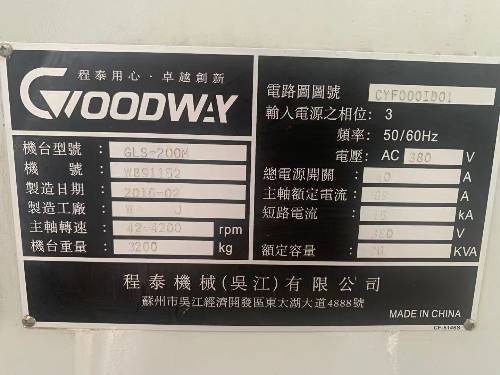 程泰用心·卓越創新
GOODWAY
機台型號： GLS-200M
機 號： WBS1152
製造日期： 2016-02
製造工廠： W J
主軸轉速： 42-4200 rpm
機台重量： 3200 kg
電路圖圖號 CYF000ID01
輸入電源之相位：3
頻率：50/60Hz
電壓：AC 380 V
總電源開關： A
主軸額定電流： A
短路電流： kA
V
額定容量： KVA
程泰機械(吳江)有限公司
蘇州市吳江經濟開發區東太湖大道4888號
MADE IN CHINA
CF-5146S